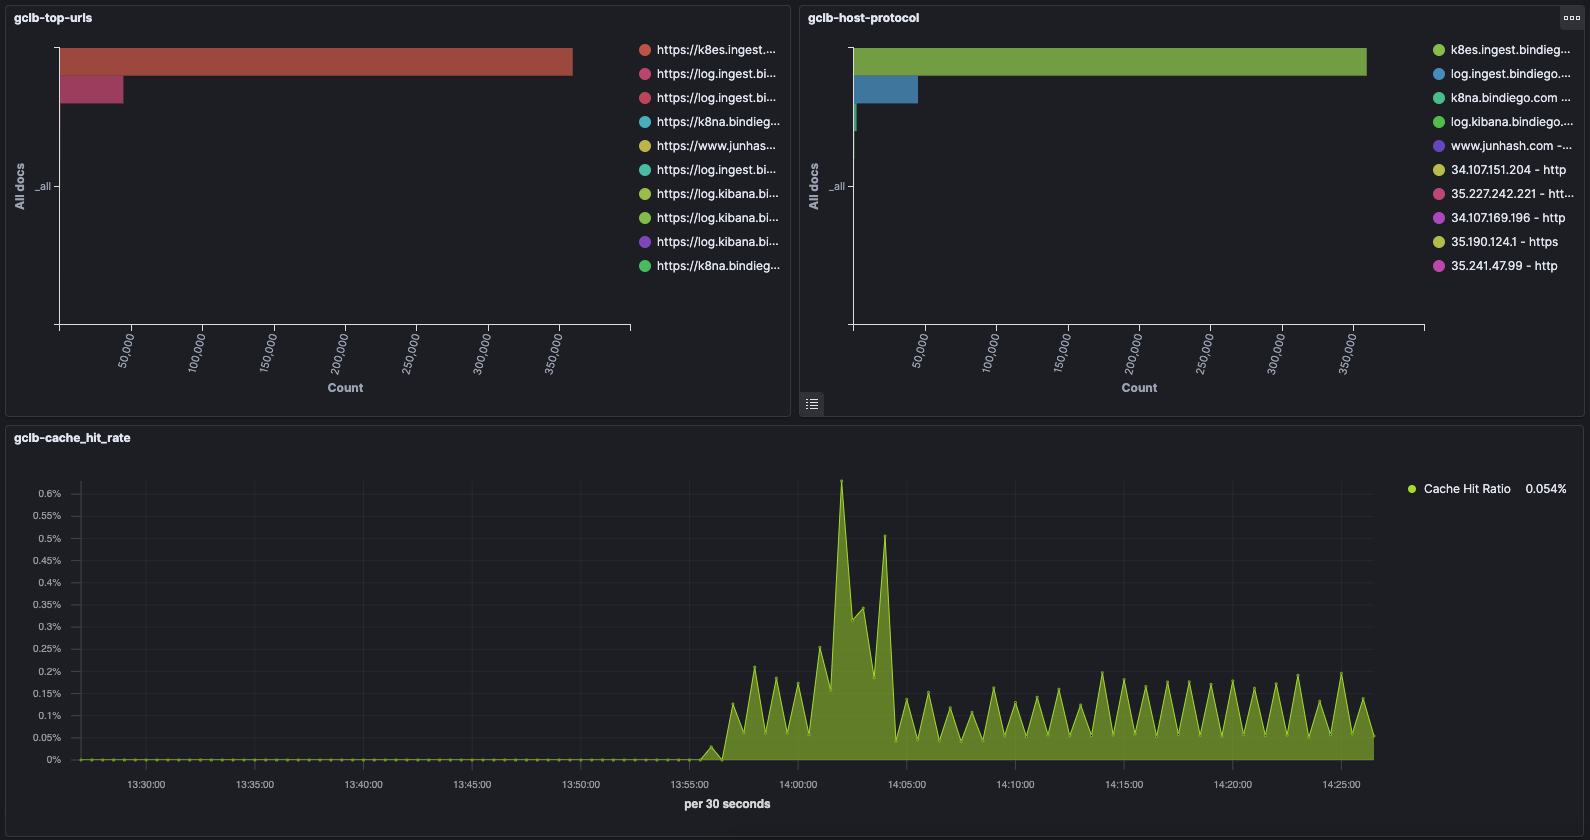 gclb-top-urls
All docs
_all
50,000
100,000
150,000
200,000
250,000
300,000
350,000
Count
https://k8es.ingest....
https://log.ingest.bi...
https://log.ingest.bi...
https://k8na.bindieg...
https://www.junhas...
https://log.ingest.bi...
https://log.kibana.bi...
https://log.kibana.bi...
https://log.kibana.bi...
https://k8na.bindieg...
gclb-host-protocol
All docs
_all
50,000
100,000
150,000
200,000
250,000
300,000
350,000
Count
k8es.ingest.bindieg...
log.ingest.bindiego....
k8na.bindiego.com ...
log.kibana.bindiego....
www.junhash.com -...
34.107.151.204 - http
35.227.242.221 - htt...
34.107.169.196 - http
35.190.124.1 - https
35.241.47.99 - http
gclb-cache_hit_rate
0.6%
0.55%
0.5%
0.45%
0.4%
0.35%
0.3%
0.25%
0.2%
0.15%
0.1%
0.05%
0%
13:30:00
13:35:00
13:40:00
13:45:00
13:50:00
13:55:00
14:00:00
14:05:00
14:10:00
14:15:00
14:20:00
14:25:00
per 30 seconds
Cache Hit Ratio 0.054%